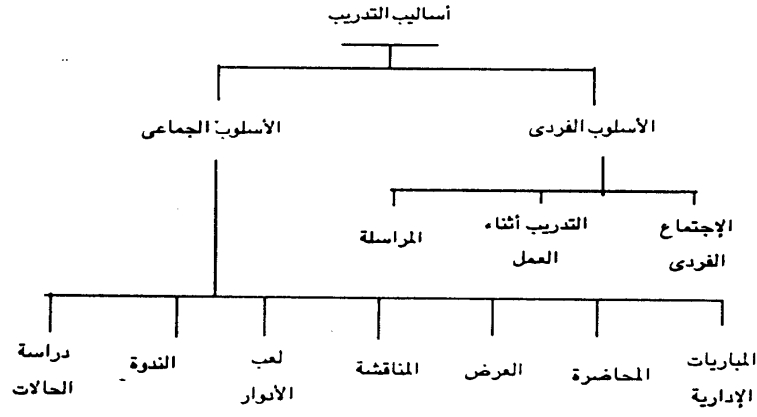 أساليب التدريب
الأسلوب الفردى
الأسلوب الجماعى
الإجتماع
الفردى
التدريب أثناء
العمل
المراسلة
المباريات
الإدارية
المحاضرة
العرض
المناقشة
لعب
الأدوار
الندوة
دراسة
الحالات